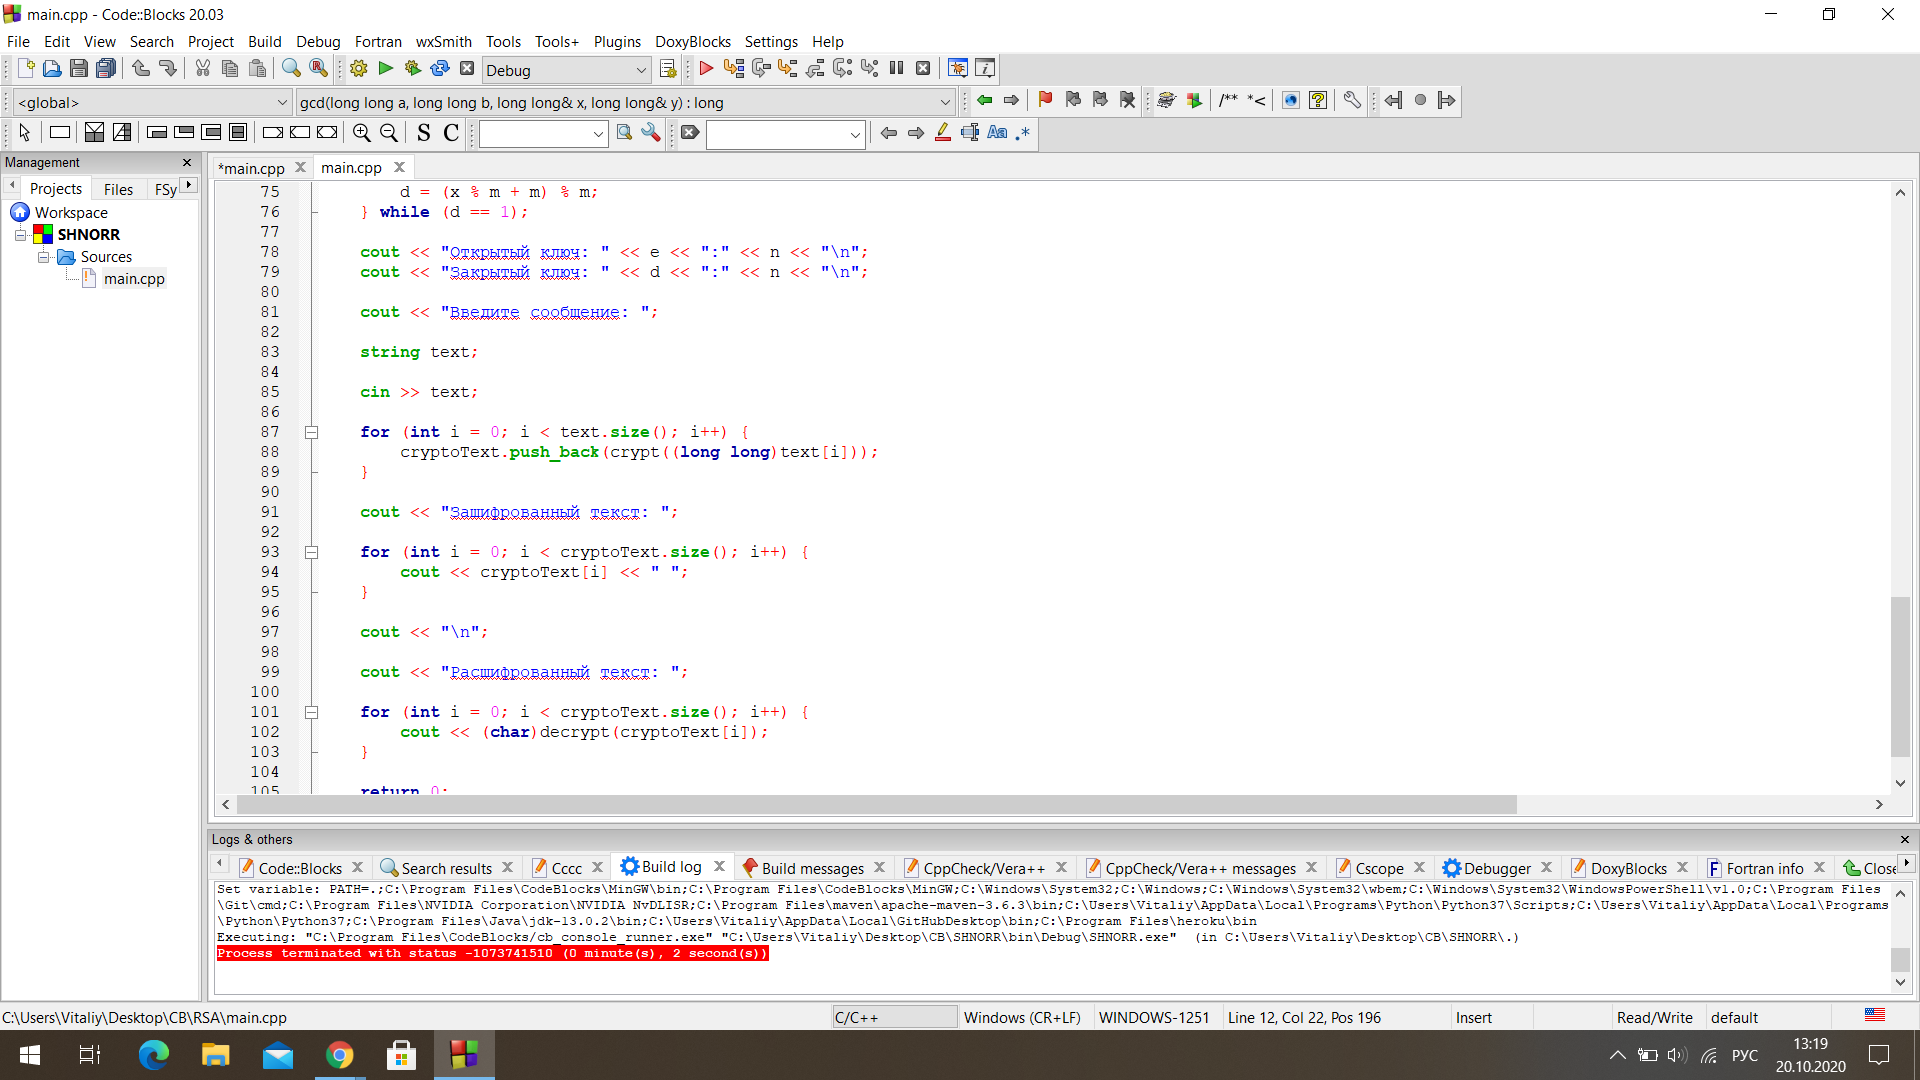 main.cpp - Code::Blocks 20.03
File Edit View Search Project Build Debug Fortran wxSmith Tools Tools+ Plugins DoxyBlocks Settings Help
Debug
<global> gcd(long long a, long long b, long long& x, long long& y) : long
/** *<
S C Aa .*
Management
Projects Files FSy
Workspace
SHNORR
Sources
main.cpp
*main.cpp main.cpp
75 d = (x % m + m) % m;
76 } while (d == 1);
77
78 cout << "Открытый ключ: " << e << ":" << n << "\n";
79 cout << "Закрытый ключ: " << d << ":" << n << "\n";
80
81 cout << "Введите сообщение: ";
82
83 string text;
84
85 cin >> text;
86
87 for (int i = 0; i < text.size(); i++) {
88 cryptoText.push_back(crypt((long long)text[i]));
89 }
90
91 cout << "Зашифрованный текст: ";
92
93 for (int i = 0; i < cryptoText.size(); i++) {
94 cout << cryptoText[i] << " ";
95 }
96
97 cout << "\n";
98
99 cout << "Расшифрованный текст: ";
100
101 for (int i = 0; i < cryptoText.size(); i++) {
102 cout << (char)decrypt(cryptoText[i]);
103 }
104
105 return 0;
Logs & others
Code::Blocks Search results Cccc Build log Build messages CppCheck/Vera++ CppCheck/Vera++ messages Cscope Debugger DoxyBlocks Fortran info Close
Set variable: PATH=.;C:\Program Files\CodeBlocks\MinGW\bin;C:\Program Files\CodeBlocks\MinGW;C:\Windows\System32;C:\Windows;C:\Windows\System32\wbem;C:\Windows\System32\WindowsPowerShell\v1.0;C:\Program Files
\Git\cmd;C:\Program Files\NVIDIA Corporation\NVIDIA NvDLISR;C:\Program Files\maven\apache-maven-3.6.3\bin;C:\Users\Vitaliy\AppData\Local\Programs\Python\Python37\Scripts;C:\Users\Vitaliy\AppData\Local\Programs
\Python\Python37;C:\Program Files\Java\jdk-13.0.2\bin;C:\Users\Vitaliy\AppData\Local\GitHubDesktop\bin;C:\Program Files\heroku\bin
Executing: "C:\Program Files\CodeBlocks/cb_console_runner.exe" "C:\Users\Vitaliy\Desktop\CB\SHNORR\bin\Debug\SHNORR.exe" (in C:\Users\Vitaliy\Desktop\CB\SHNORR\.)
Process terminated with status -1073741510 (0 minute(s), 2 second(s))
C:\Users\Vitaliy\Desktop\CB\RSA\main.cpp C/C++ Windows (CR+LF) WINDOWS-1251 Line 12, Col 22, Pos 196 Insert Read/Write default
РУС 13:19
20.10.2020